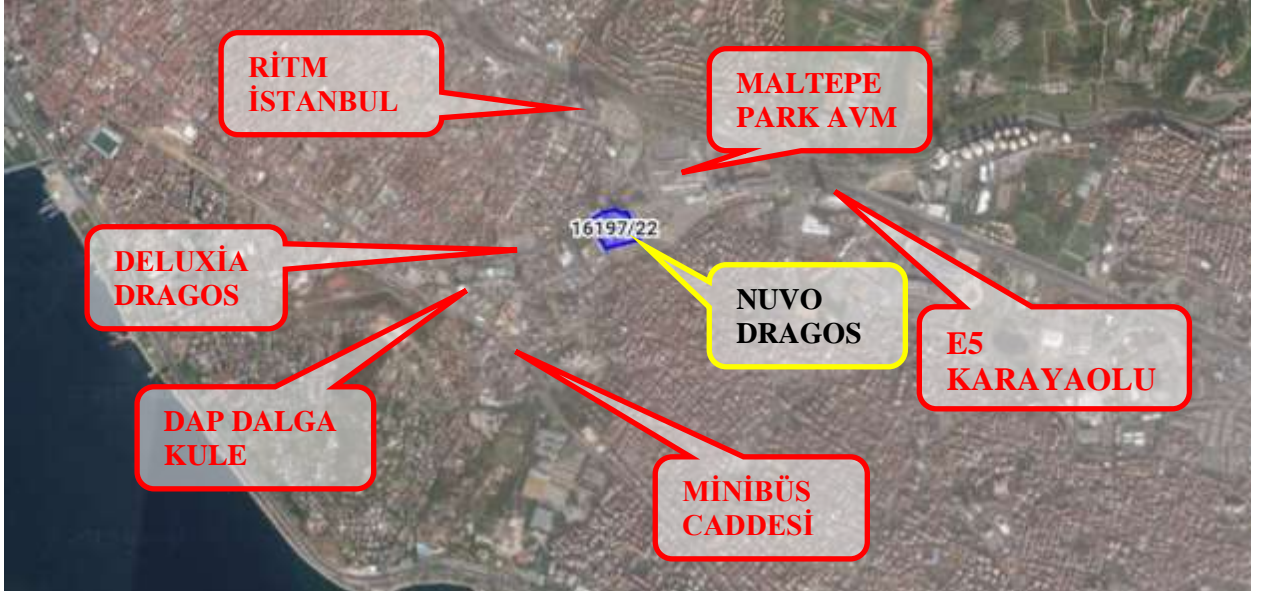 RİTM
İSTANBUL
MALTEPE
PARK AVM
16197/22
DELUXİA
DRAGOS
NUVO
DRAGOS
E5
KARAYAOLU
DAP DALGA
KULE
MİNİBÜS
CADDESİ